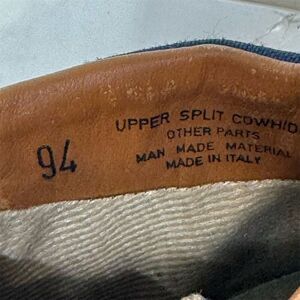 UPPER SPLIT COWHID
OTHER PARTS
MAN MADE MATERIAL
MADE IN ITALY
94